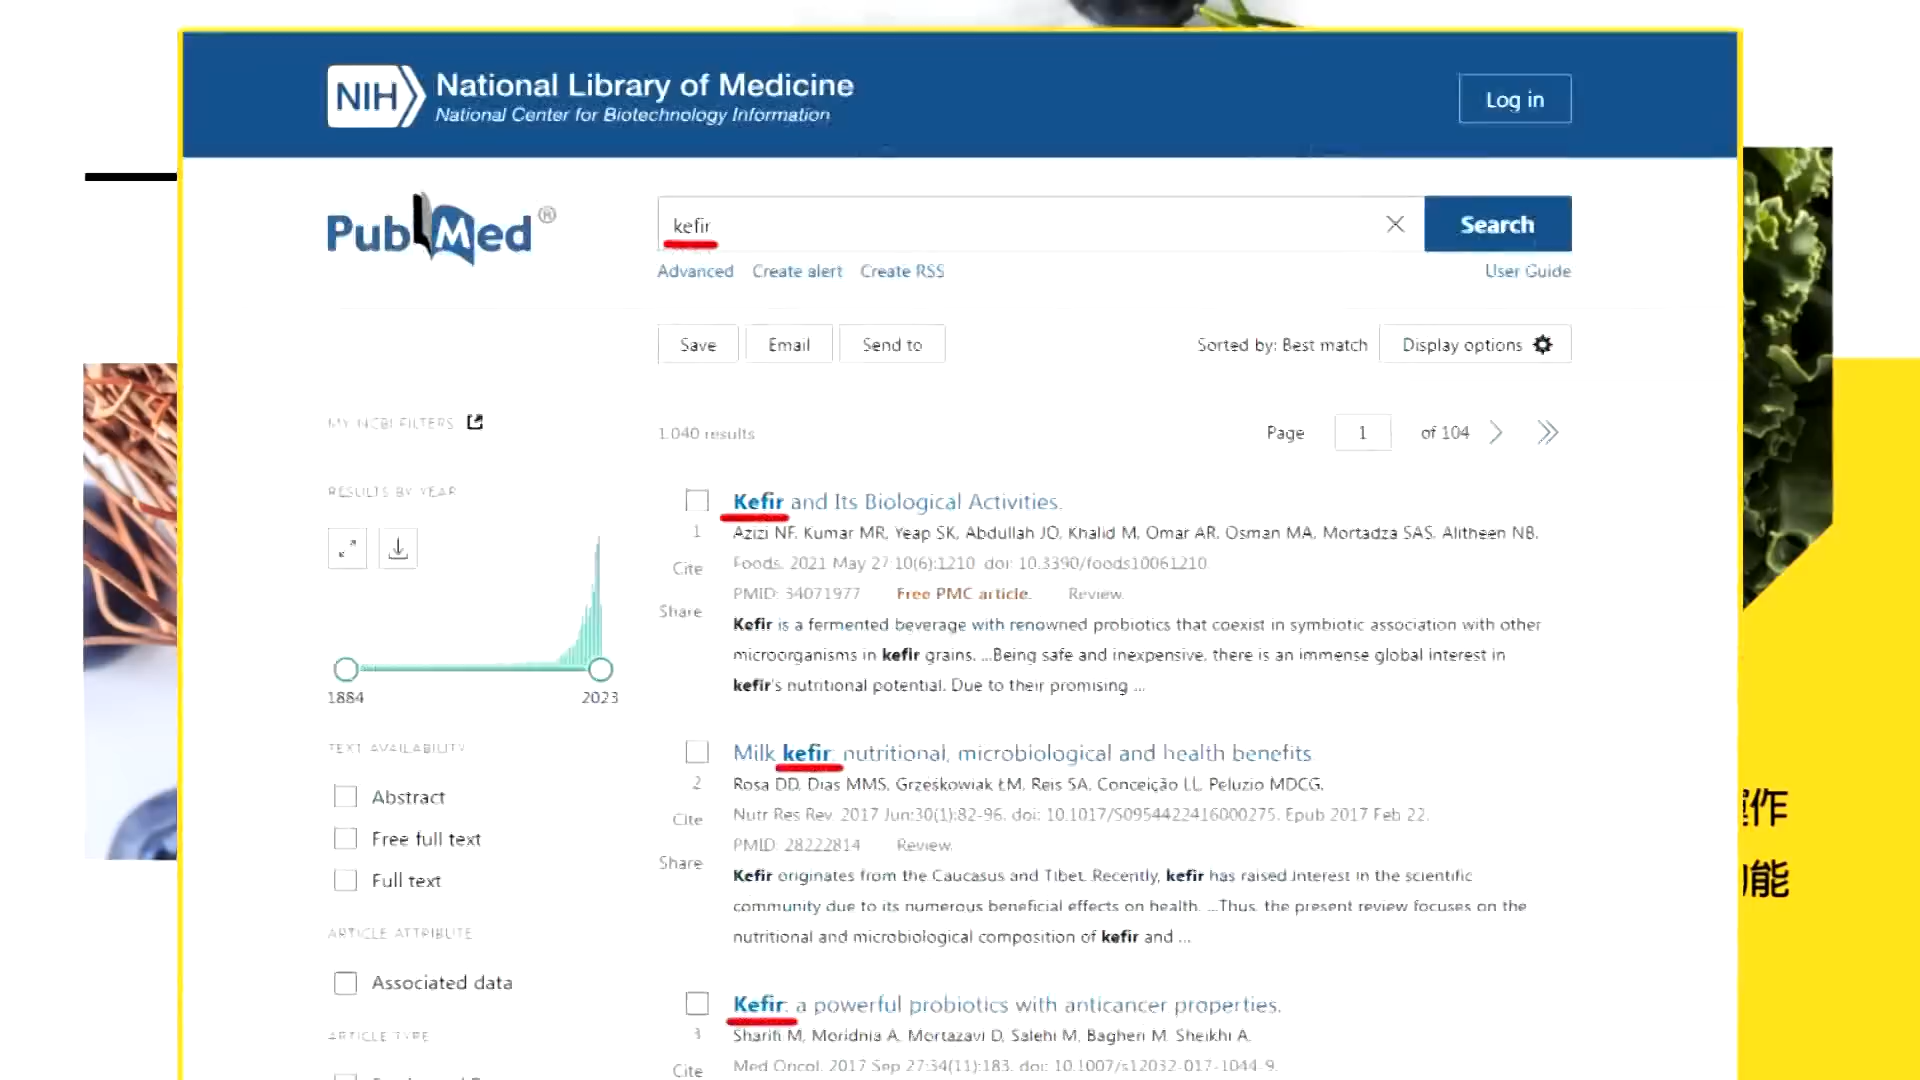 NIH National Library of Medicine
National Center for Biotechnology Information
Log in
PubMed®
kefir
Search
Advanced Create alert Create RSS
User Guide
Save Email Send to
Sorted by: Best match Display options
MY NCBI FILTERS
1,040 results
Page 1 of 104
RESULTS BY YEAR
1884 2023
TEXT AVAILABILITY
Abstract
Free full text
Full text
ARTICLE ATTRIBUTE
Associated data
ARTICLE TYPE
Kefir and Its Biological Activities.
1 Azizi NF, Kumar MR, Yeap SK, Abdullah JO, Khalid M, Omar AR, Osman MA, Mortadza SAS, Alitheen NB.
Cite Foods. 2021 May 27;10(6):1210. doi: 10.3390/foods10061210.
PMID: 34071977 Free PMC article. Review.
Share
Kefir is a fermented beverage with renowned probiotics that coexist in symbiotic association with other
microorganisms in kefir grains. ...Being safe and inexpensive, there is an immense global interest in
kefir's nutritional potential. Due to their promising ...
Milk kefir: nutritional, microbiological and health benefits.
2 Rosa DD, Dias MMS, Grześkowiak ŁM, Reis SA, Conceição LL, Peluzio MDCG.
Cite Nutr Res Rev. 2017 Jun;30(1):82-96. doi: 10.1017/S0954422416000275. Epub 2017 Feb 22.
PMID: 28222814 Review.
Share
Kefir originates from the Caucasus and Tibet. Recently, kefir has raised interest in the scientific
community due to its numerous beneficial effects on health. ...Thus, the present review focuses on the
nutritional and microbiological composition of kefir and ...
Kefir: a powerful probiotics with anticancer properties.
3 Sharifi M, Moridnia A, Mortazavi D, Salehi M, Bagheri M, Sheikhi A.
Cite Med Oncol. 2017 Sep 27;34(11):183. doi: 10.1007/s12032-017-1044-9.
作
能